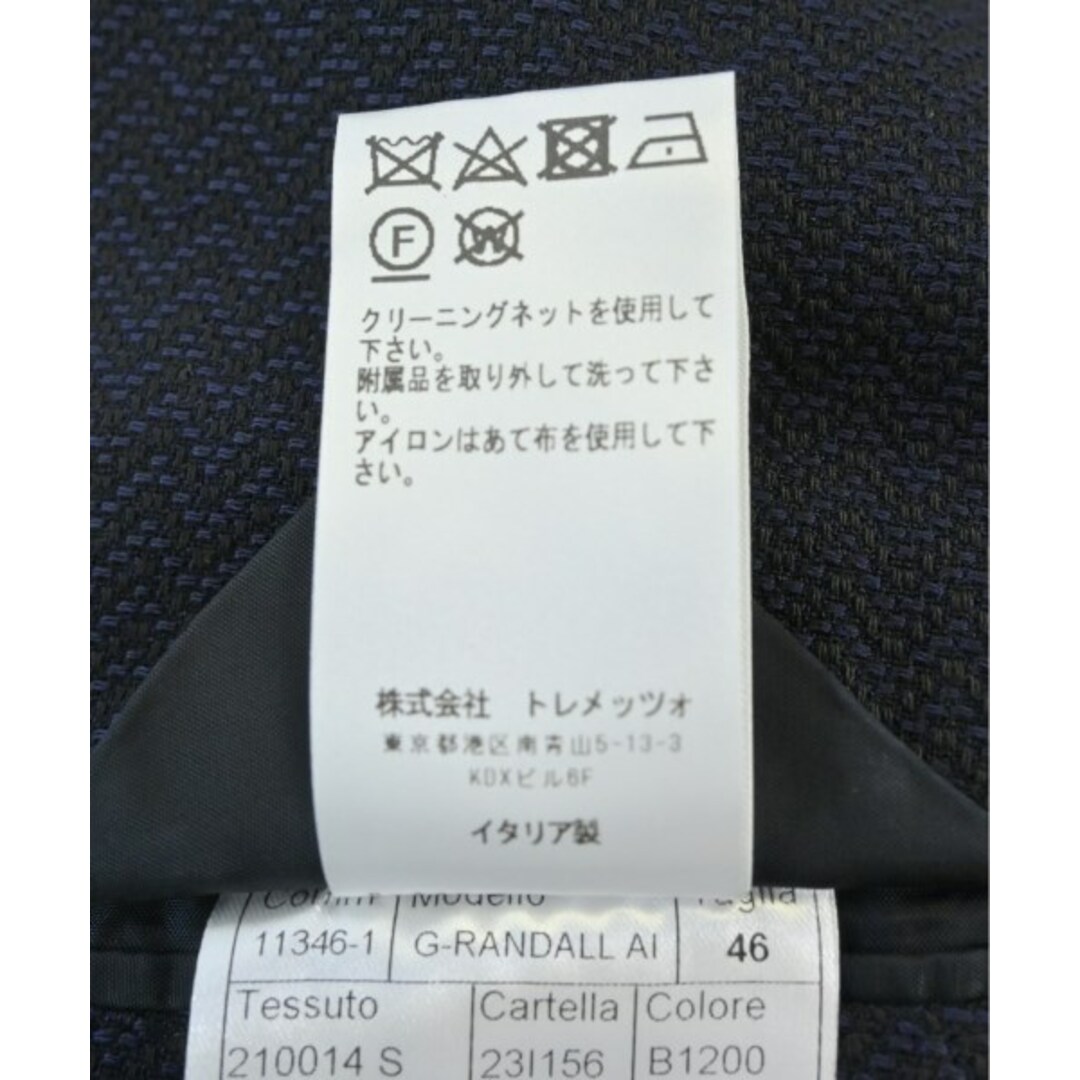 F W
クリーニングネットを使用して
下さい。
附属品を取り外して洗って下さ
い。
アイロンはあて布を使用して下
さい。
株式会社 トレメッツォ
東京都港区南青山5-13-3
KDXビル6F
イタリア製
Comm Modello Taglia
11346-1 G-RANDALL AI 46
Tessuto Cartella Colore
210014 S 23I156 B1200